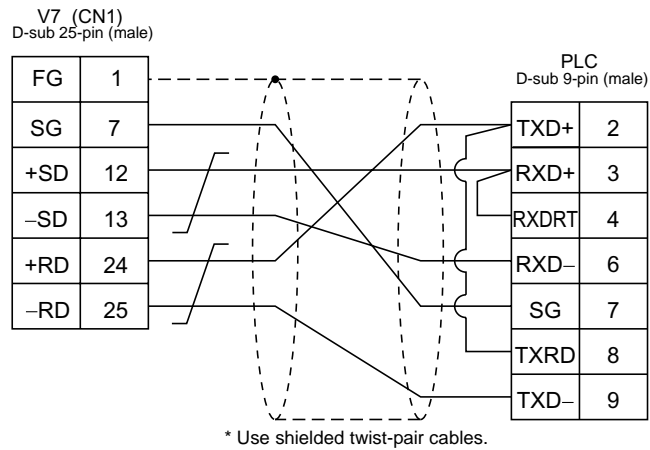 V7 (CN1)
D-sub 25-pin (male)
FG 1
SG 7
+SD 12
−SD 13
+RD 24
−RD 25
PLC
D-sub 9-pin (male)
TXD+ 2
RXD+ 3
RXDRT 4
RXD− 6
SG 7
TXRD 8
TXD− 9
* Use shielded twist-pair cables.